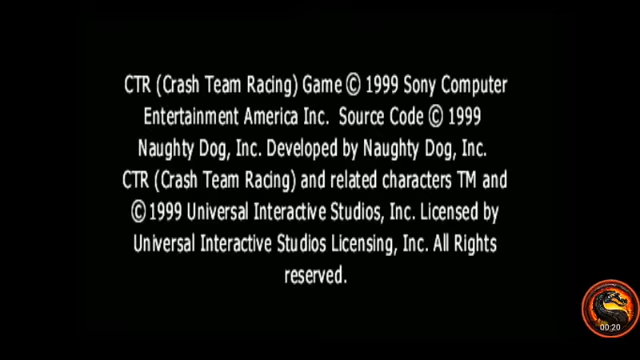 CTR (Crash Team Racing) Game © 1999 Sony Computer
Entertainment America Inc.  Source Code © 1999
Naughty Dog, Inc. Developed by Naughty Dog, Inc.
CTR (Crash Team Racing) and related characters TM and
© 1999 Universal Interactive Studios, Inc. Licensed by
Universal Interactive Studios Licensing, Inc. All Rights
reserved.
00:20